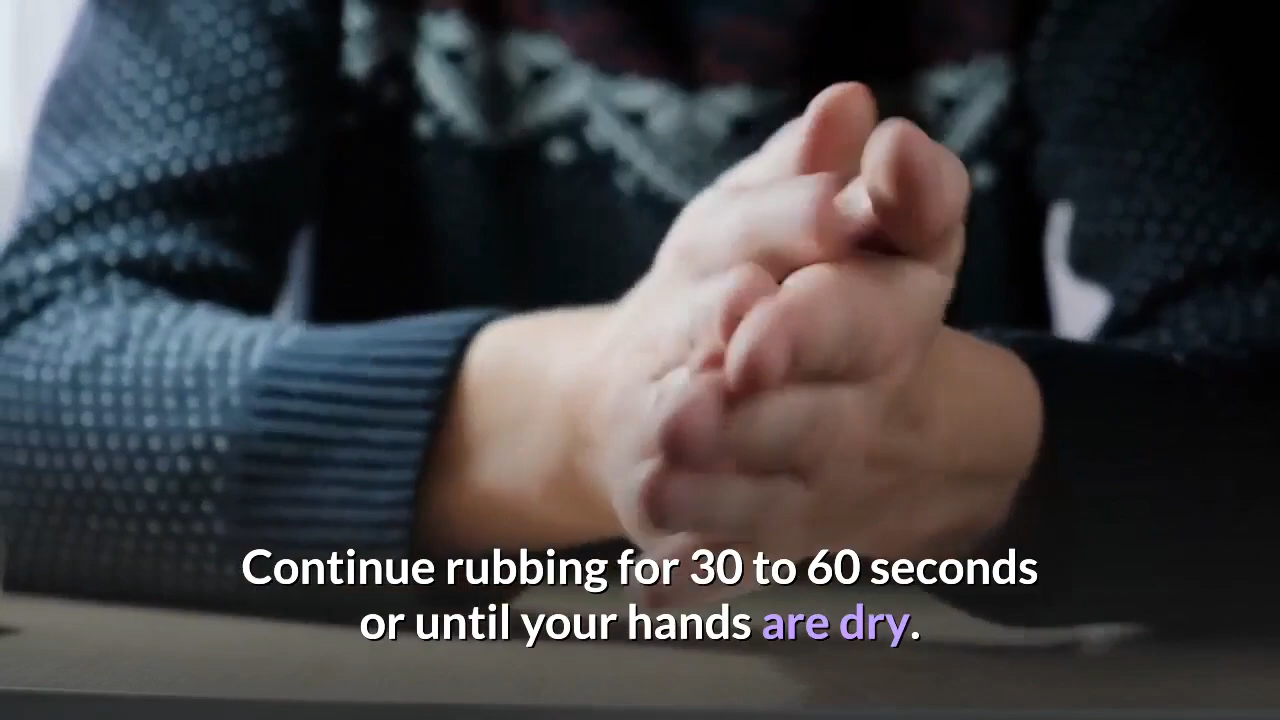 Continue rubbing for 30 to 60 seconds
or until your hands are dry.